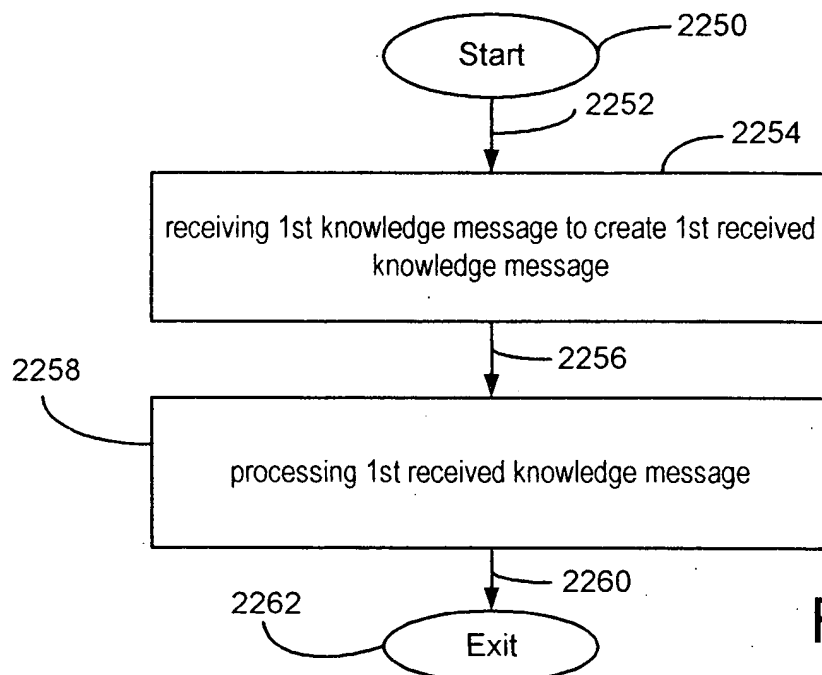 2250
Start
2252
2254
receiving 1st knowledge message to create 1st received
knowledge message
2256
2258
processing 1st received knowledge message
2260
2262
Exit